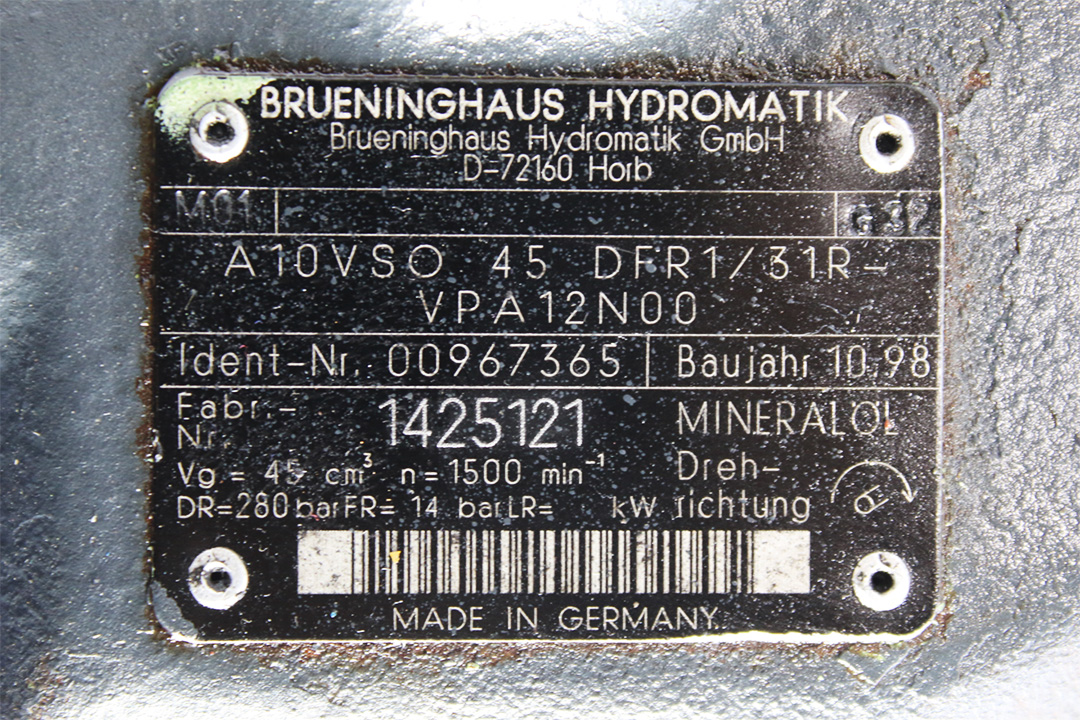 BRUENINGHAUS HYDROMATIK
Brueninghaus Hydromatik GmbH
D-72160 Horb
M01 G32
A10VSO 45 DFR1/31R-
VPA12N00
Ident-Nr. 00967365 Baujahr 10.98
Fabr.-
Nr. 1425121 MINERALÖL
Vg = 45 cm³ n = 1500 min⁻¹ Dreh-
DR=280 bar FR= 14 bar LR= kW richtung
MADE IN GERMANY